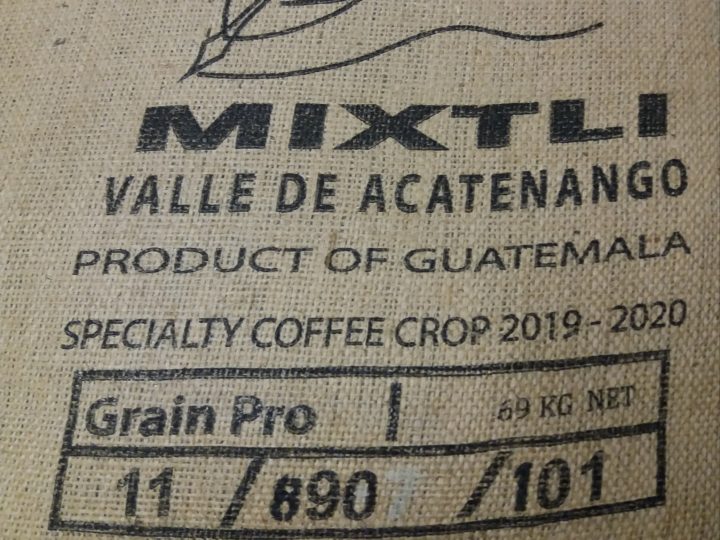 MIXTLI
VALLE DE ACATENANGO
PRODUCT OF GUATEMALA
SPECIALTY COFFEE CROP 2019 - 2020
Grain Pro | 69 KG NET
11 / 8907 / 101